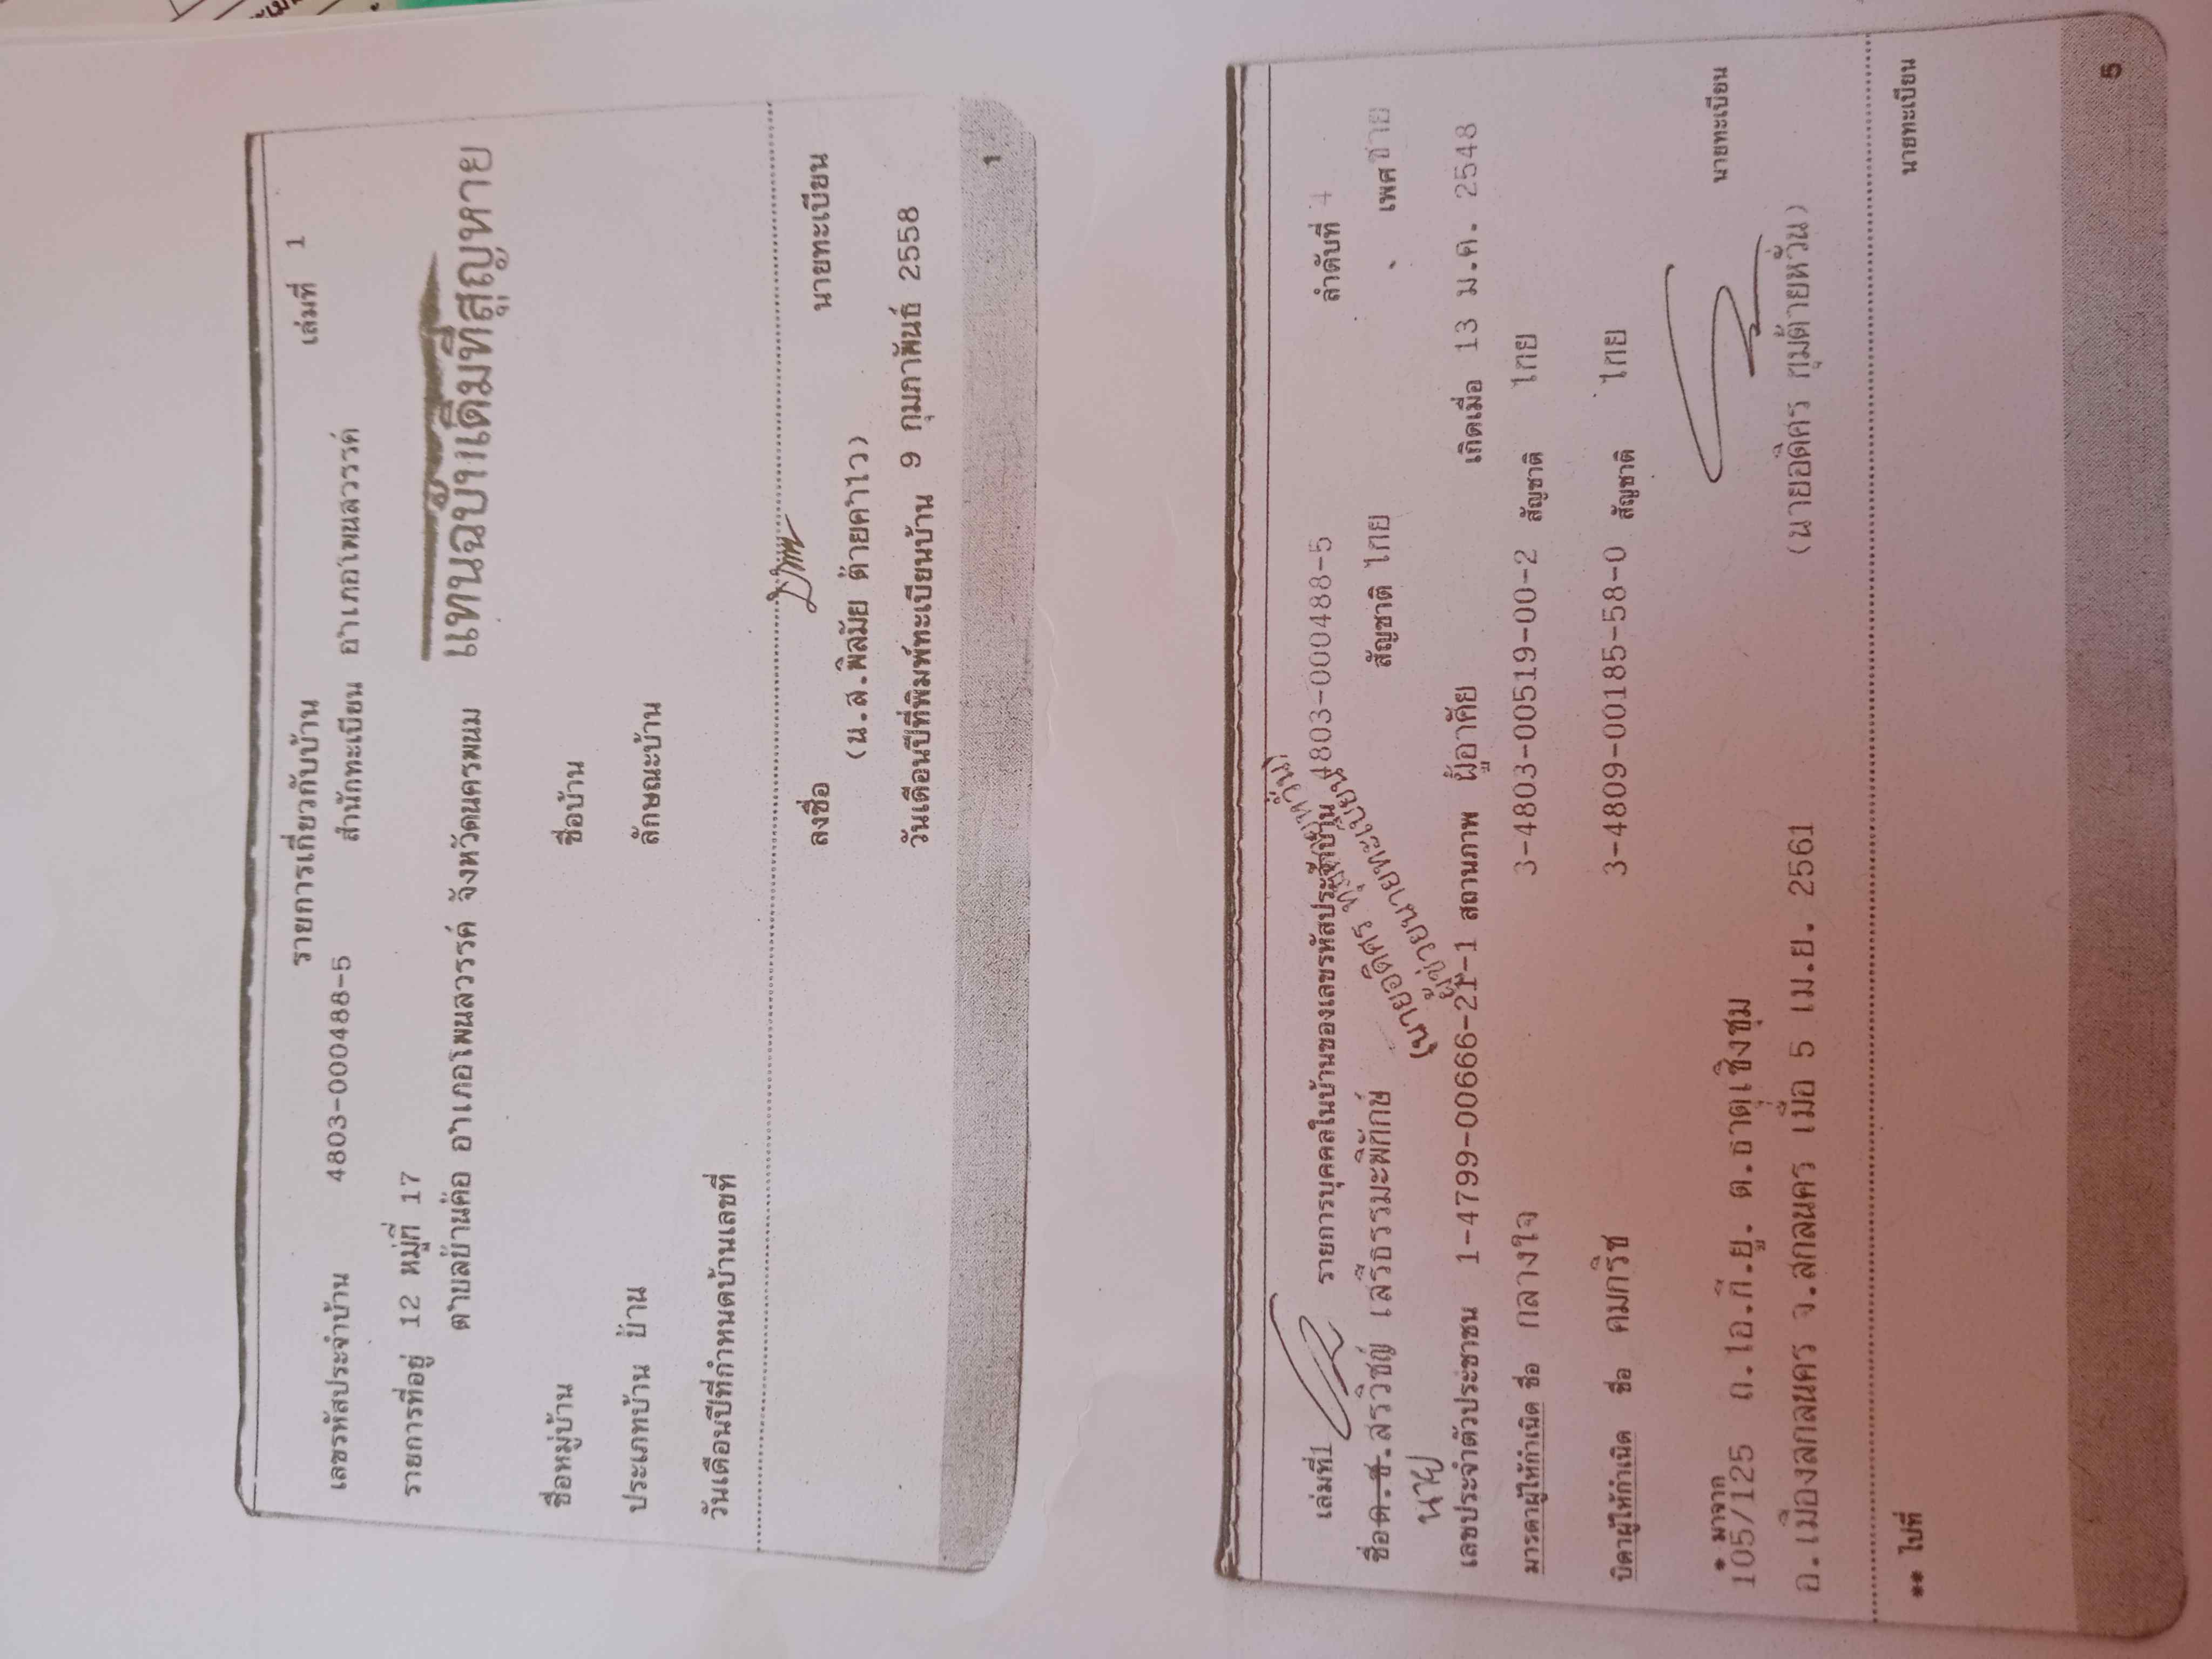 รายการเกี่ยวกับบ้าน เล่มที่ 1
เลขรหัสประจำบ้าน 4803-000488-5 สำนักทะเบียน อำเภอโพนสวรรค์
รายการที่อยู่ 12 หมู่ที่ 17
ตำบลบ้านค้อ อำเภอโพนสวรรค์ จังหวัดนครพนม
แทนฉบับเดิมที่สูญหาย
ชื่อหมู่บ้าน ชื่อบ้าน
ประเภทบ้าน บ้าน ลักษณะบ้าน
วันเดือนปีที่กำหนดบ้านเลขที่
ลงชื่อ นายทะเบียน
(น.ส.พิลมัย ต้ายคำไว)
วันเดือนปีที่พิมพ์ทะเบียนบ้าน 9 กุมภาพันธ์ 2558
1
เล่มที่ 1 รายการบุคคลในบ้านของเลขรหัสประจำบ้าน 4803-000488-5 ลำดับที่ 4
ชื่อ ด.ช.สรวิชญ์ เสรีธรรมะพิทักษ์ สัญชาติ ไทย เพศ ชาย
นาย
(นายอดิศร
ผู้ช่วยนายทะเบียน
เลขประจำตัวประชาชน 1-4799-00666-21-1 สถานภาพ ผู้อาศัย เกิดเมื่อ 13 ม.ค. 2548
มารดาผู้ให้กำเนิด ชื่อ กลางใจ 3-4803-00519-00-2 สัญชาติ ไทย
บิดาผู้ให้กำเนิด ชื่อ คมกริช 3-4809-00185-58-0 สัญชาติ ไทย
* มาจาก
105/125 ถ.ไอ.ที.ยู. ต.ธาตุเชิงชุม นายทะเบียน
อ.เมืองสกลนคร จ.สกลนคร เมื่อ 5 เม.ย. 2561
(นายอดิศร ทุมต้ายหวัน)
** ไปที่ นายทะเบียน
5